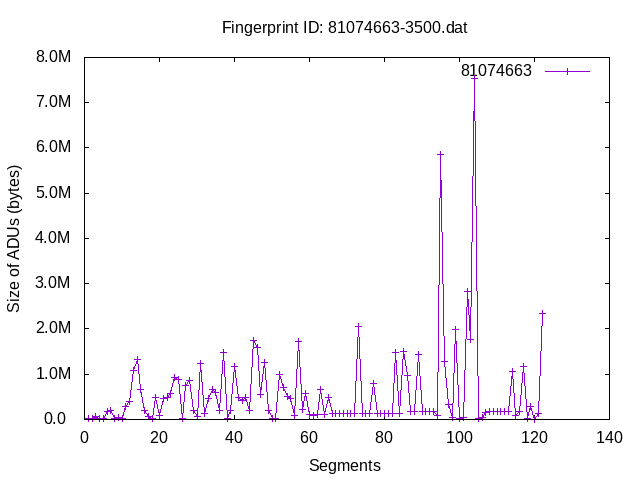 Fingerprint ID: 81074663-3500.dat
81074663
8.0M
7.0M
6.0M
5.0M
4.0M
3.0M
2.0M
1.0M
0.0
Size of ADUs (bytes)
0 20 40 60 80 100 120 140
Segments